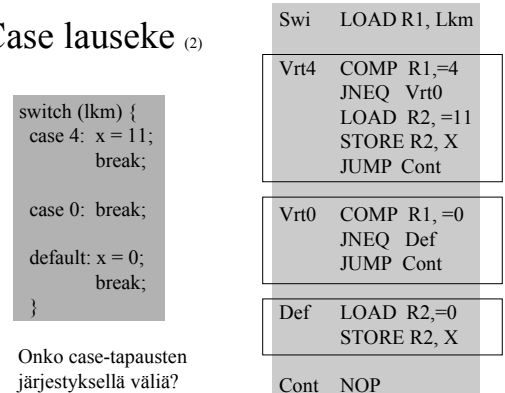 Case lauseke (2)
switch (lkm) {
case 4: x = 11;
break;
case 0: break;
default: x = 0;
break;
}
Onko case-tapausten
järjestyksellä väliä?
Swi LOAD R1, Lkm
Vrt4 COMP R1,=4
JNEQ Vrt0
LOAD R2, =11
STORE R2, X
JUMP Cont
Vrt0 COMP R1, =0
JNEQ Def
JUMP Cont
Def LOAD R2,=0
STORE R2, X
Cont NOP